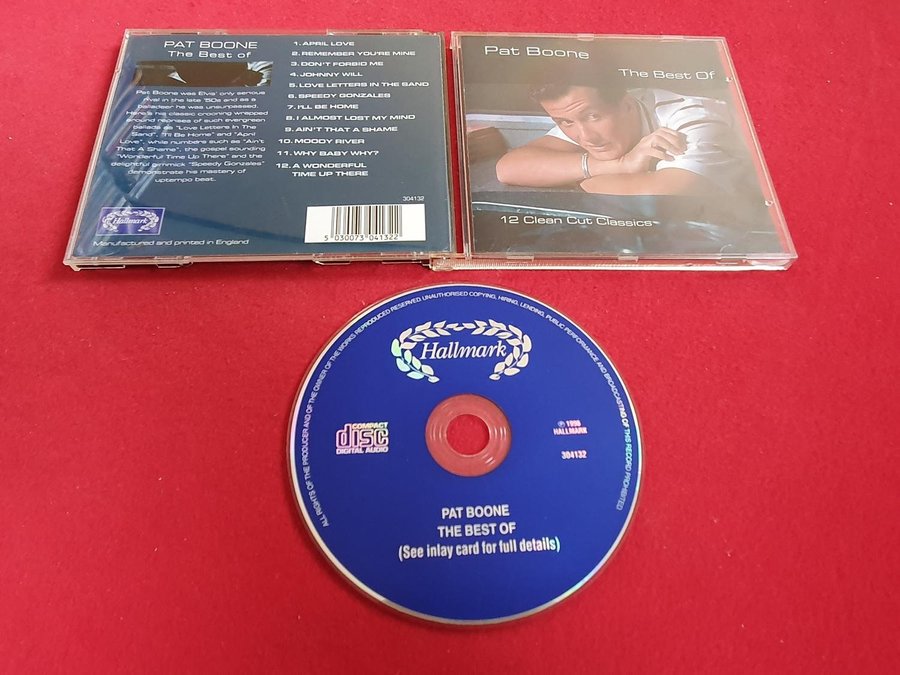 PAT BOONE
The Best of
Pat Boone was Elvis' only serious
rival in the late '50s and as a
balladeer he was unsurpassed.
Here's his classic crooning wrapped
around reprises of such evergreen
ballads as "Love Letters In The
Sand", "I'll Be Home" and "April
Love", while numbers such as "Ain't
That A Shame", the gospel sounding
"Wonderful Time Up There" and the
delightful gimmick "Speedy Gonzales"
demonstrate his mastery of
uptempo beat.
1. APRIL LOVE
2. REMEMBER YOU'RE MINE
3. DON'T FORBID ME
4. JOHNNY WILL
5. LOVE LETTERS IN THE SAND
6. SPEEDY GONZALES
7. I'LL BE HOME
8. I ALMOST LOST MY MIND
9. AIN'T THAT A SHAME
10. MOODY RIVER
11. WHY BABY WHY?
12. A WONDERFUL
TIME UP THERE
304132
5 030073 041322
Hallmark
Manufactured and printed in England
Pat Boone
The Best Of
12 Clean Cut Classics
ALL RIGHTS OF THE PRODUCER AND OF THE OWNER OF THE WORKS REPRODUCED RESERVED. UNAUTHORISED COPYING, HIRING, LENDING, PUBLIC PERFORMANCE AND BROADCASTING OF THIS RECORD PROHIBITED
Hallmark
COMPACT
disc
DIGITAL AUDIO
℗ 1996
HALLMARK
304132
PAT BOONE
THE BEST OF
(See inlay card for full details)